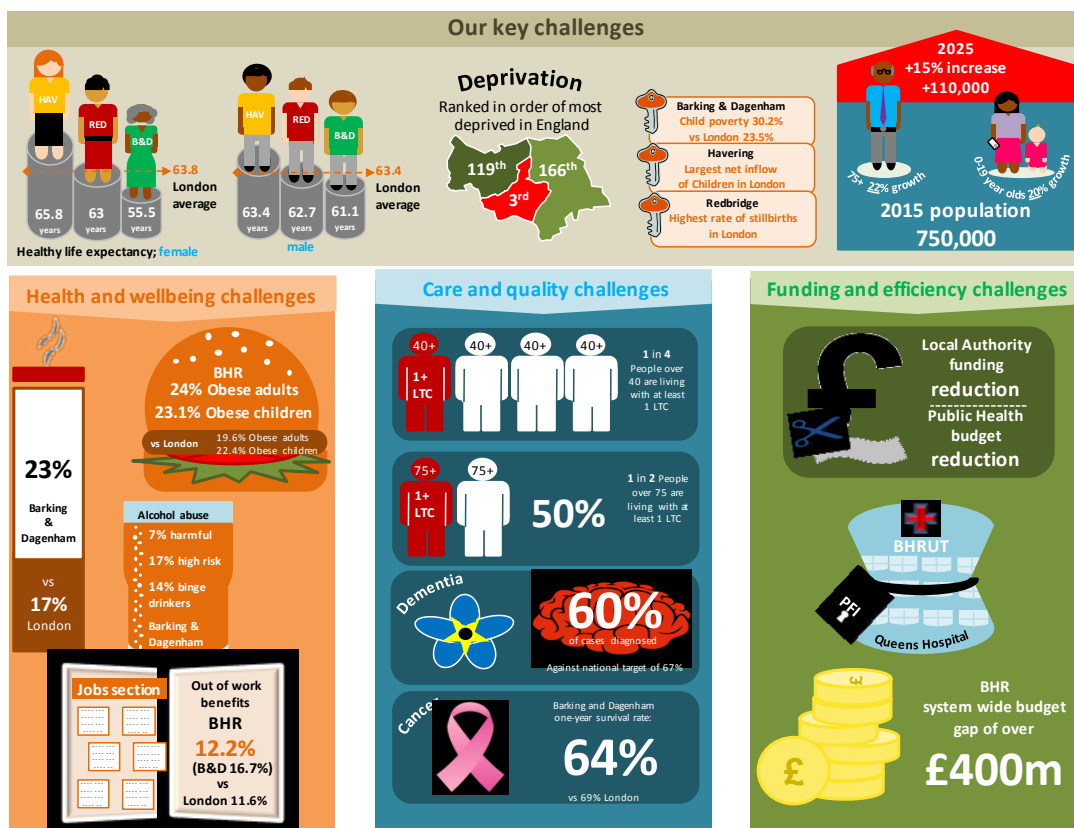 Our key challenges
HAV
RED
B&D
63.8
London
average
65.8
years
63
years
55.5
years
Healthy life expectancy; female
HAV
RED
B&D
63.4
London
average
63.4
years
62.7
years
61.1
years
male
Deprivation
Ranked in order of most
deprived in England
119th
166th
3rd
Barking & Dagenham
Child poverty 30.2%
vs London 23.5%
Havering
Largest net inflow
of Children in London
Redbridge
Highest rate of stillbirths
in London
2025
+15% increase
+110,000
75+ 22% growth
0-19 year olds 20% growth
2015 population
750,000
Health and wellbeing challenges
23%
Barking
&
Dagenham
vs
17%
London
BHR
24% Obese adults
23.1% Obese children
vs London
19.6% Obese adults
22.4% Obese children
Alcohol abuse
7% harmful
17% high risk
14% binge
drinkers
Barking &
Dagenham
Jobs section
Out of work
benefits
BHR
12.2%
(B&D 16.7%)
vs
London 11.6%
Care and quality challenges
40+
40+
40+
40+
1+
LTC
1 in 4
People over
40 are living
with at least
1 LTC
75+
75+
1+
LTC
50%
1 in 2 People
over 75 are
living with at
least 1 LTC
Dementia
60%
of cases diagnosed
Against national target of 67%
Cancer
Barking and Dagenham
one-year survival rate:
64%
vs 69% London
Funding and efficiency challenges
£
Local Authority
funding
reduction
Public Health
budget
reduction
BHRUT
PFI
Queens Hospital
£
£
BHR
system wide budget
gap of over
£400m